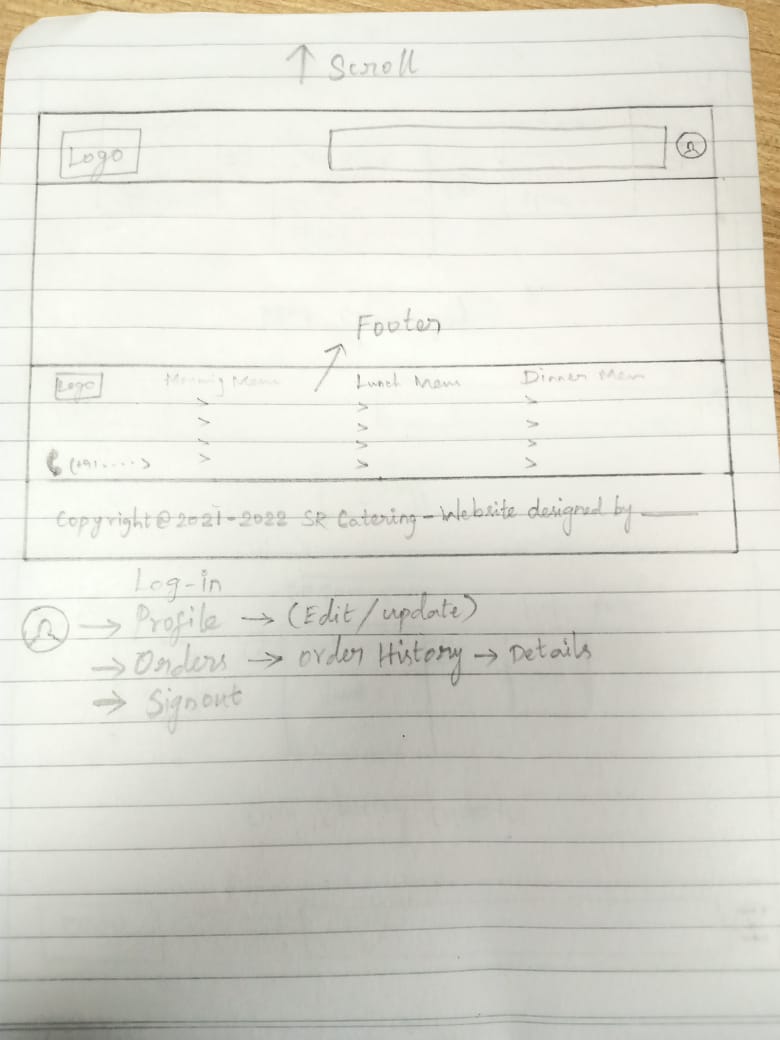 ↑ Scroll
Logo
Footer
Logo Morning Menu Lunch Menu Dinner Menu
> > >
> > >
> > >
> > >
(+91.....>
Copyright @ 2021-2022 SR Catering - Website designed by ____
Log-in
→ Profile → (Edit/update)
→ Orders → order History → Details
→ Signout